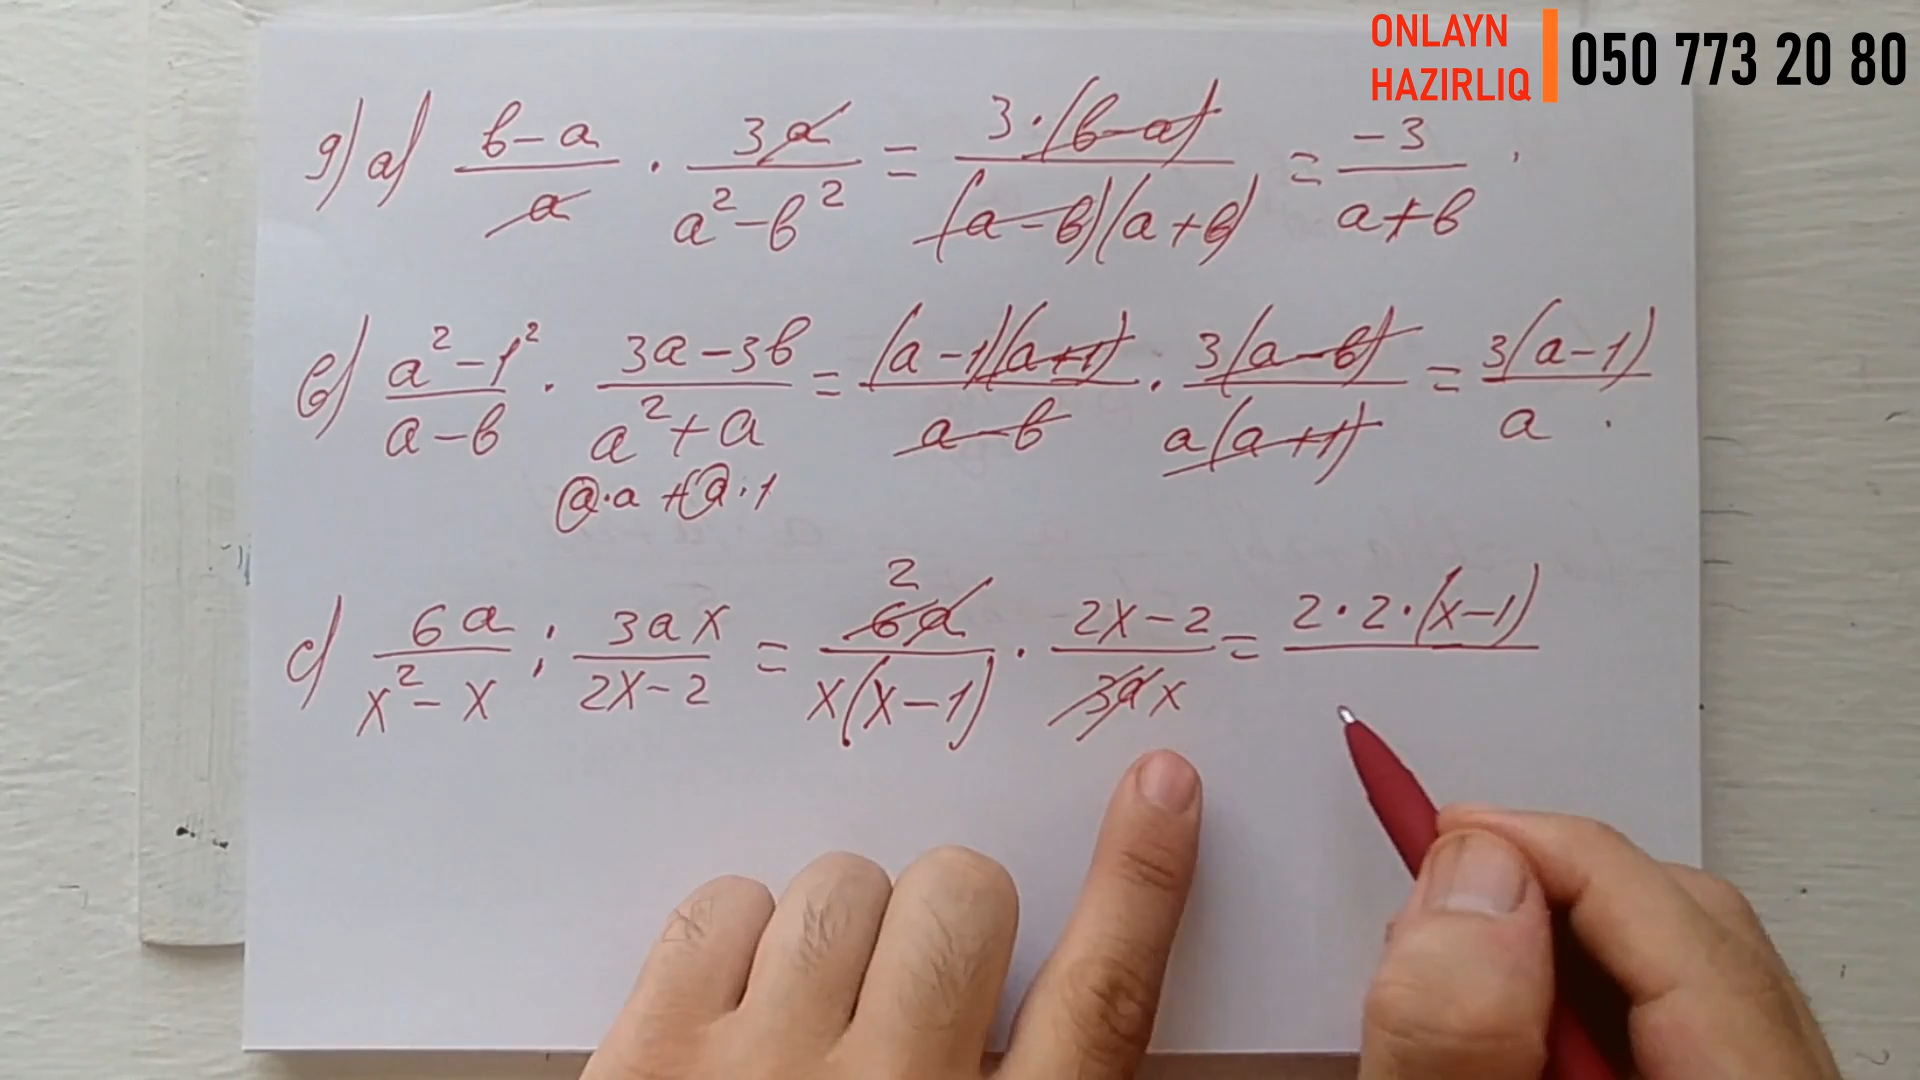 ONLAYN
HAZIRLIQ
050 773 20 80
9) a) (b-a)/a · 3a/(a²-b²) = 3·(b-a)/((a-b)(a+b)) = -3/(a+b) .
b) (a²-1²)/(a-b) · (3a-3b)/(a²+a) = (a-1)(a+1)/(a-b) · 3(a-b)/(a(a+1)) = 3(a-1)/a .
a·a + a·1
2
c) 6a/(x²-x) : 3ax/(2x-2) = 6a/(x(x-1)) · (2x-2)/(3ax) = 2·2·(x-1)